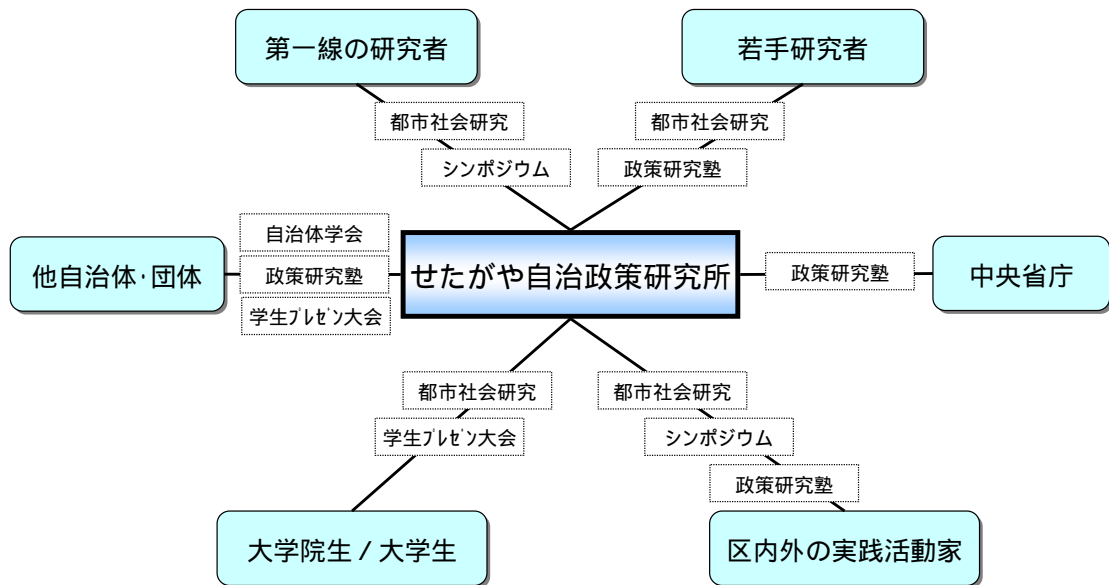 第一線の研究者
若手研究者
都市社会研究
都市社会研究
シンポジウム
政策研究塾
自治体学会
他自治体・団体
政策研究塾
せたがや自治政策研究所
政策研究塾
中央省庁
学生プレゼン大会
都市社会研究
都市社会研究
学生プレゼン大会
シンポジウム
政策研究塾
大学院生 / 大学生
区内外の実践活動家